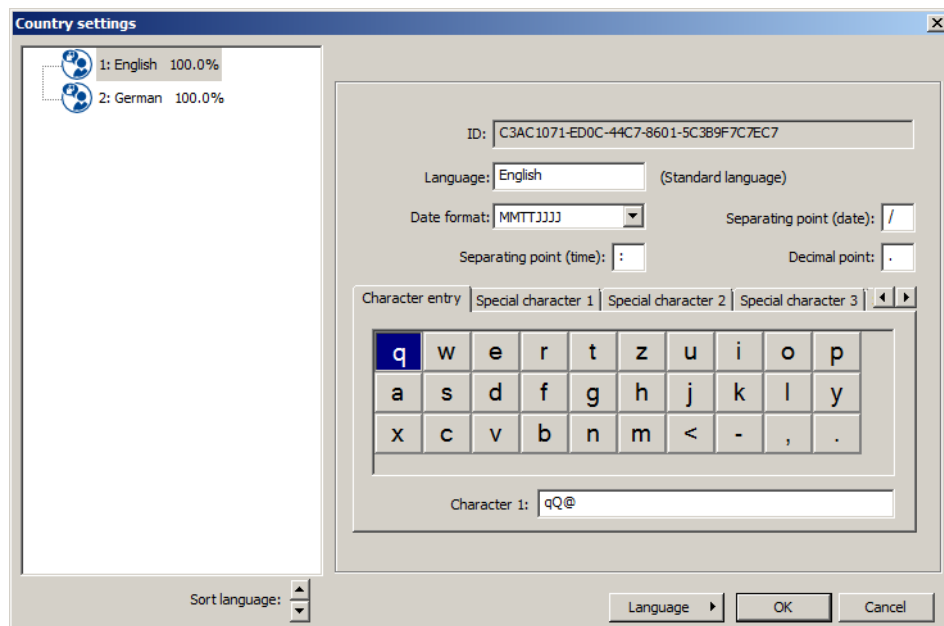 Country settings
1: English 100.0%
2: German 100.0%
ID: C3AC1071-ED0C-44C7-8601-5C3B9F7C7EC7
Language: English (Standard language)
Date format: MMTTJJJJ Separating point (date): /
Separating point (time): : Decimal point: .
Character entry Special character 1 Special character 2 Special character 3
q w e r t z u i o p
a s d f g h j k l y
x c v b n m < - , .
Character 1: qQ@
Sort language:
Language OK Cancel